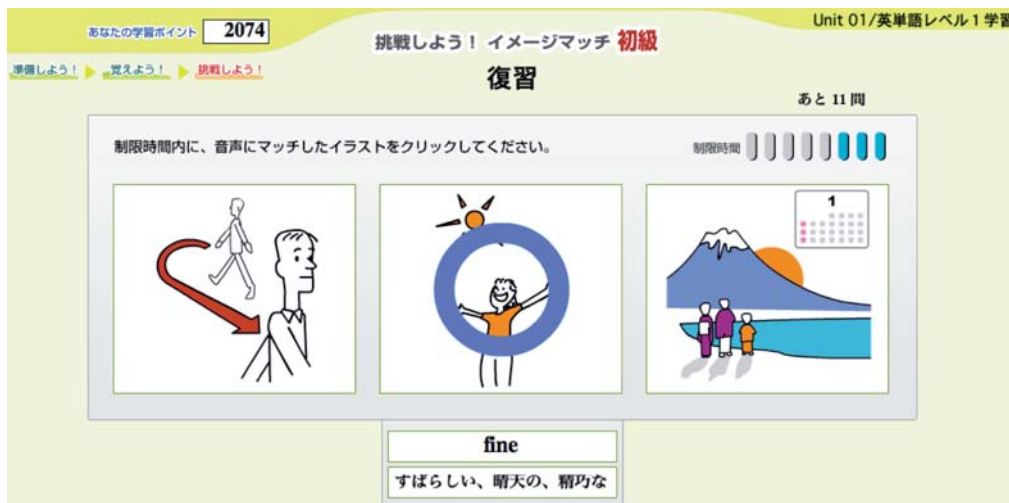 あなたの学習ポイント 2074
Unit 01/英単語レベル1 学習
挑戦しよう! イメージマッチ 初級
準備しよう! 覚えよう! 挑戦しよう!
復習
あと 11 問
制限時間内に、音声にマッチしたイラストをクリックしてください。
制限時間
1
fine
すばらしい、晴天の、精巧な